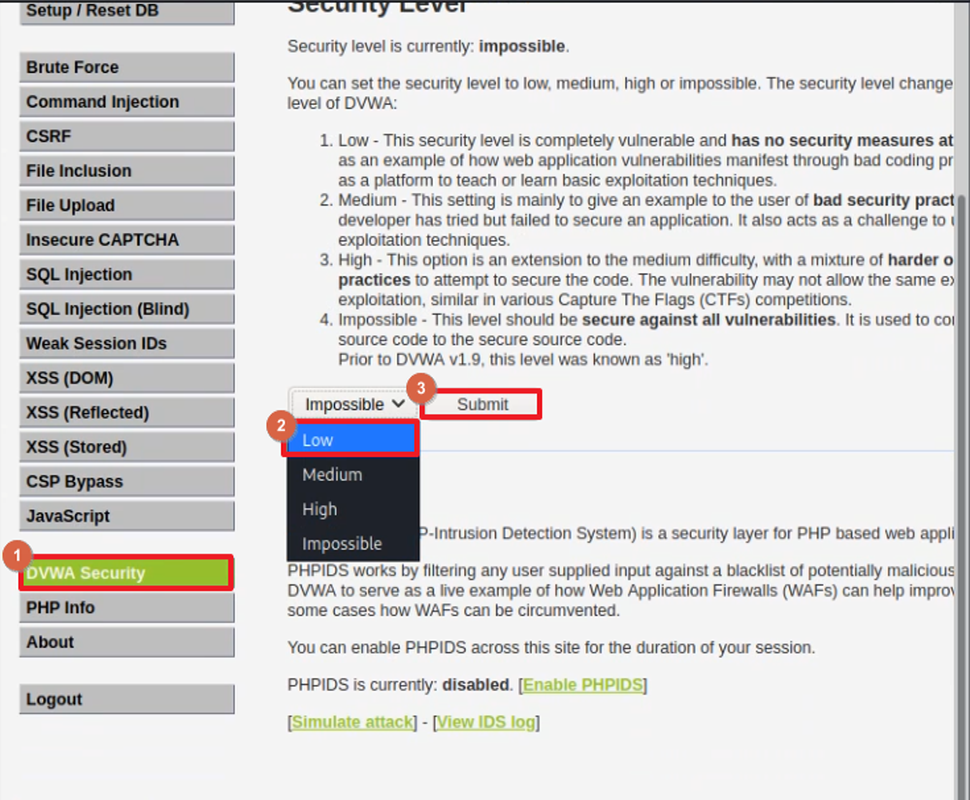 Setup / Reset DB
Brute Force
Command Injection
CSRF
File Inclusion
File Upload
Insecure CAPTCHA
SQL Injection
SQL Injection (Blind)
Weak Session IDs
XSS (DOM)
XSS (Reflected)
XSS (Stored)
CSP Bypass
JavaScript
1
DVWA Security
PHP Info
About
Logout
Security Level
Security level is currently: impossible.
You can set the security level to low, medium, high or impossible. The security level change
level of DVWA:
1. Low - This security level is completely vulnerable and has no security measures at
as an example of how web application vulnerabilities manifest through bad coding pr
as a platform to teach or learn basic exploitation techniques.
2. Medium - This setting is mainly to give an example to the user of bad security pract
developer has tried but failed to secure an application. It also acts as a challenge to u
exploitation techniques.
3. High - This option is an extension to the medium difficulty, with a mixture of harder o
practices to attempt to secure the code. The vulnerability may not allow the same ex
exploitation, similar in various Capture The Flags (CTFs) competitions.
4. Impossible - This level should be secure against all vulnerabilities. It is used to co
source code to the secure source code.
Prior to DVWA v1.9, this level was known as 'high'.
Impossible
3
Submit
2
Low
Medium
High
Impossible
P-Intrusion Detection System) is a security layer for PHP based web appli
PHPIDS works by filtering any user supplied input against a blacklist of potentially malicious
DVWA to serve as a live example of how Web Application Firewalls (WAFs) can help improv
some cases how WAFs can be circumvented.
You can enable PHPIDS across this site for the duration of your session.
PHPIDS is currently: disabled. [Enable PHPIDS]
[Simulate attack] - [View IDS log]